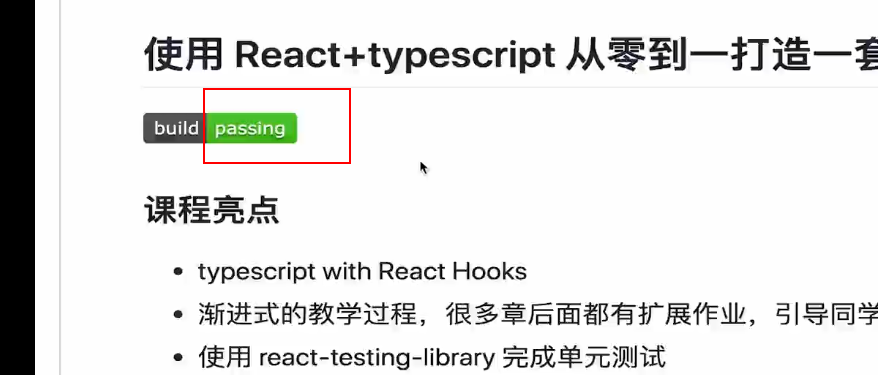 使用 React+typescript 从零到一打造一套
build passing
课程亮点
• typescript with React Hooks
• 渐进式的教学过程，很多章后面都有扩展作业，引导同学
• 使用 react-testing-library 完成单元测试